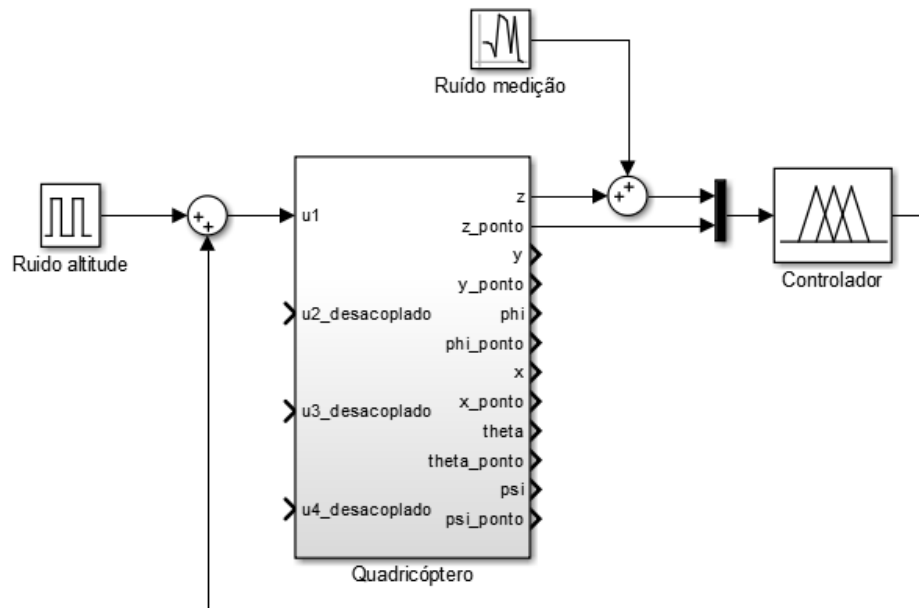 Ruído medição
Ruido altitude
u1
u2_desacoplado
u3_desacoplado
u4_desacoplado
z
z_ponto
y
y_ponto
phi
phi_ponto
x
x_ponto
theta
theta_ponto
psi
psi_ponto
Quadricóptero
Controlador